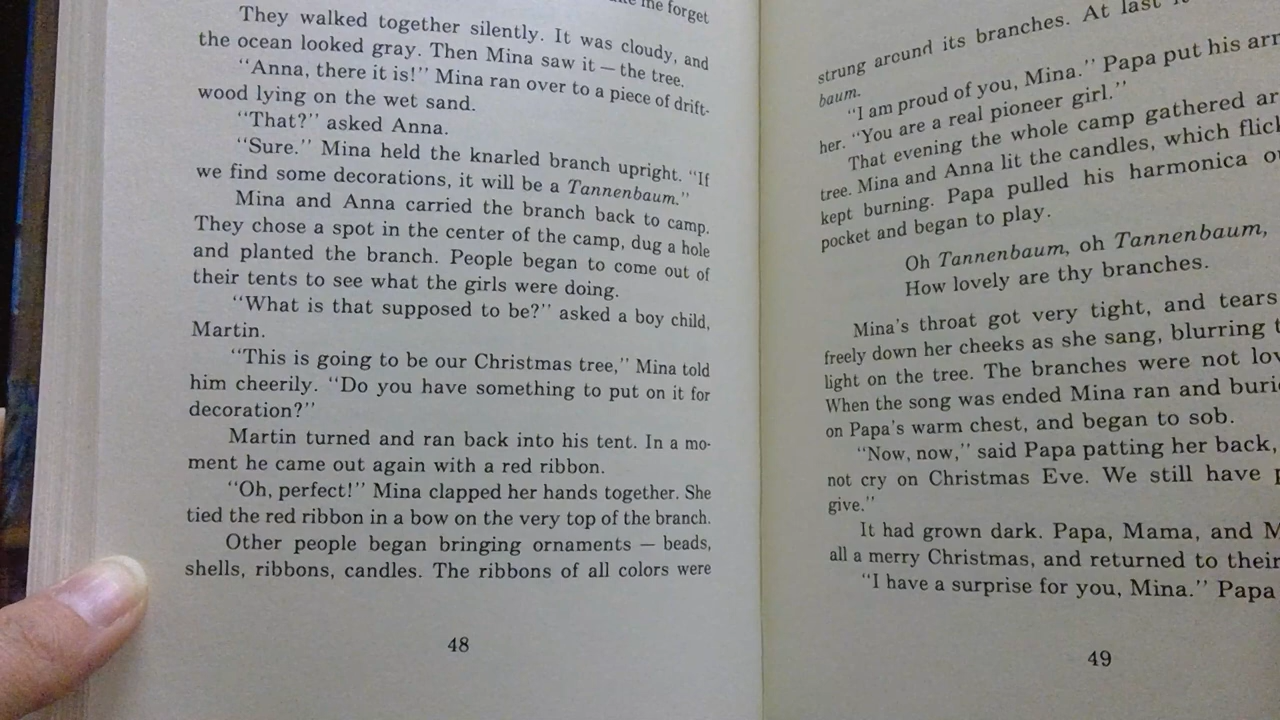 me forget
They walked together silently. It was cloudy, and
the ocean looked gray. Then Mina saw it — the tree.
“Anna, there it is!” Mina ran over to a piece of drift-
wood lying on the wet sand.
“That?” asked Anna.
“Sure.” Mina held the knarled branch upright. “If
we find some decorations, it will be a Tannenbaum.”
Mina and Anna carried the branch back to camp.
They chose a spot in the center of the camp, dug a hole
and planted the branch. People began to come out of
their tents to see what the girls were doing.
“What is that supposed to be?” asked a boy child,
Martin.
“This is going to be our Christmas tree,” Mina told
him cheerily. “Do you have something to put on it for
decoration?”
Martin turned and ran back into his tent. In a mo-
ment he came out again with a red ribbon.
“Oh, perfect!” Mina clapped her hands together. She
tied the red ribbon in a bow on the very top of the branch.
Other people began bringing ornaments — beads,
shells, ribbons, candles. The ribbons of all colors were
48
strung around its branches. At last
baum.
“I am proud of you, Mina.” Papa put his
her. “You are a real pioneer girl.”
That evening the whole camp gathered
tree. Mina and Anna lit the candles, which
kept burning. Papa pulled his harmonica
pocket and began to play.
Oh Tannenbaum, oh Tannenbaum,
How lovely are thy branches.
Mina’s throat got very tight, and tears
freely down her cheeks as she sang, blurring
light on the tree. The branches were not
When the song was ended Mina ran and
on Papa’s warm chest, and began to sob.
“Now, now,” said Papa patting her back,
not cry on Christmas Eve. We still have
give.”
It had grown dark. Papa, Mama, and
all a merry Christmas, and returned to their
“I have a surprise for you, Mina.” Papa
49